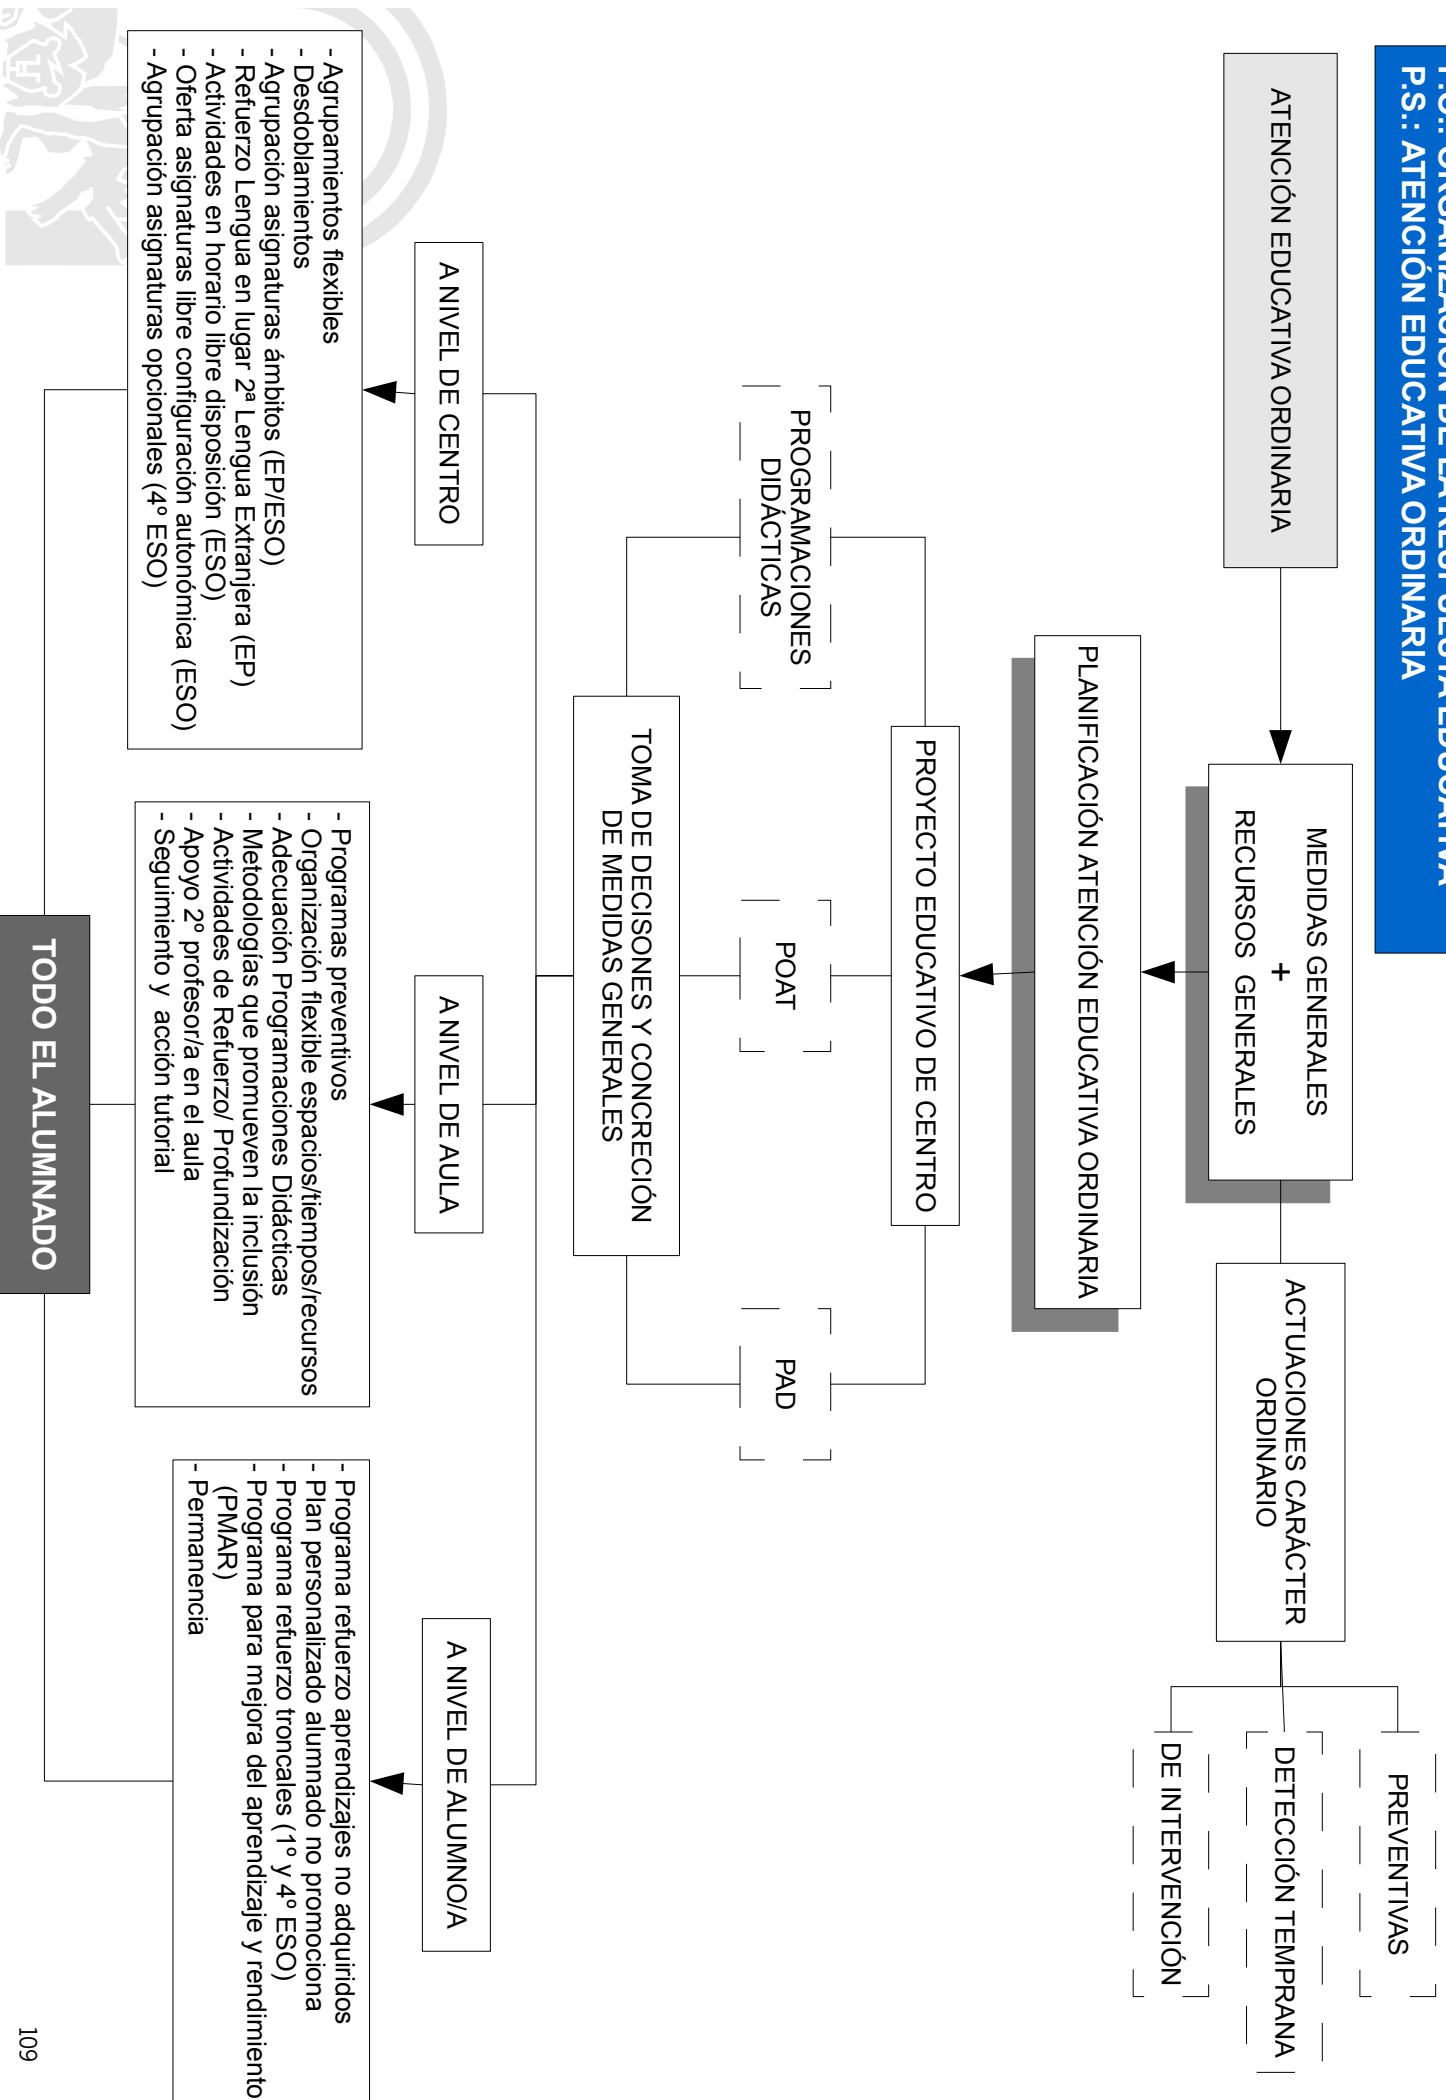 P.S.: ATENCIÓN EDUCATIVA ORDINARIA
ATENCIÓN EDUCATIVA ORDINARIA
MEDIDAS GENERALES
+
RECURSOS GENERALES
ACTUACIONES CARÁCTER
ORDINARIO
PREVENTIVAS
DETECCIÓN TEMPRANA
DE INTERVENCIÓN
PLANIFICACIÓN ATENCIÓN EDUCATIVA ORDINARIA
PROYECTO EDUCATIVO DE CENTRO
PROGRAMACIONES
DIDÁCTICAS
POAT
PAD
TOMA DE DECISONES Y CONCRECIÓN
DE MEDIDAS GENERALES
A NIVEL DE CENTRO
A NIVEL DE AULA
A NIVEL DE ALUMNO/A
- Agrupamientos flexibles
- Desdoblamientos
- Agrupación asignaturas ámbitos (EP/ESO)
- Refuerzo Lengua en lugar 2ª Lengua Extranjera (EP)
- Actividades en horario libre disposición (ESO)
- Oferta asignaturas libre configuración autonómica (ESO)
- Agrupación asignaturas opcionales (4º ESO)
- Programas preventivos
- Organización flexible espacios/tiempos/recursos
- Adecuación Programaciones Didácticas
- Metodologías que promueven la inclusión
- Actividades de Refuerzo/ Profundización
- Apoyo 2º profesor/a en el aula
- Seguimiento y acción tutorial
- Programa refuerzo aprendizajes no adquiridos
- Plan personalizado alumnado no promociona
- Programa refuerzo troncales (1º y 4º ESO)
- Programa para mejora del aprendizaje y rendimiento
(PMAR)
- Permanencia
TODO EL ALUMNADO
109